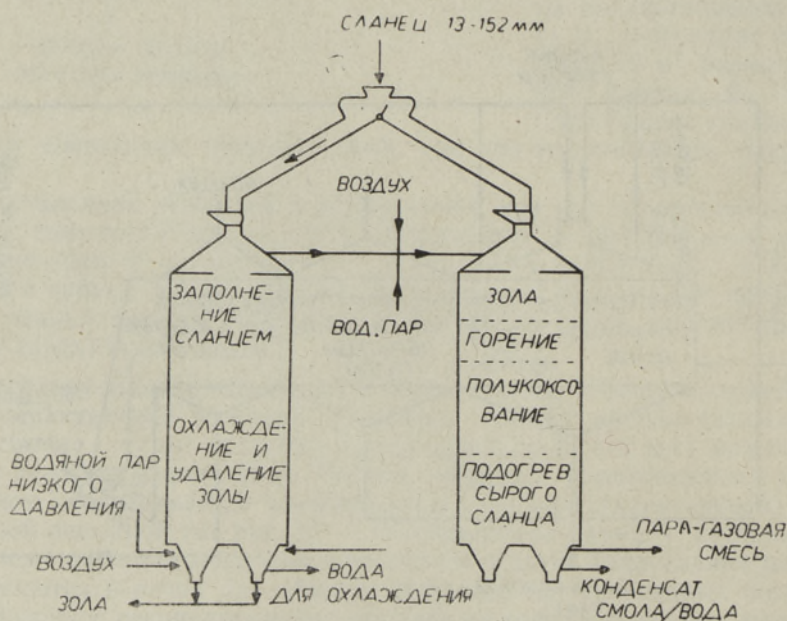 СЛАНЕЦ 13-152 мм
ВОЗДУХ
ВОД. ПАР
ЗАПОЛНЕ-
НИЕ
СЛАНЦЕМ
ОХЛАЖДЕ-
НИЕ И
УДАЛЕНИЕ
ЗОЛЫ
ЗОЛА
ГОРЕНИЕ
ПОЛУКОКСО-
ВАНИЕ
ПОДОГРЕВ
СЫРОГО
СЛАНЦА
ВОДЯНОЙ ПАР
НИЗКОГО
ДАВЛЕНИЯ
ВОЗДУХ
ЗОЛА
ВОДА
ДЛЯ ОХЛАЖДЕНИЯ
ПАРА-ГАЗОВАЯ
СМЕСЬ
КОНДЕНСАТ
СМОЛА/ВОДА